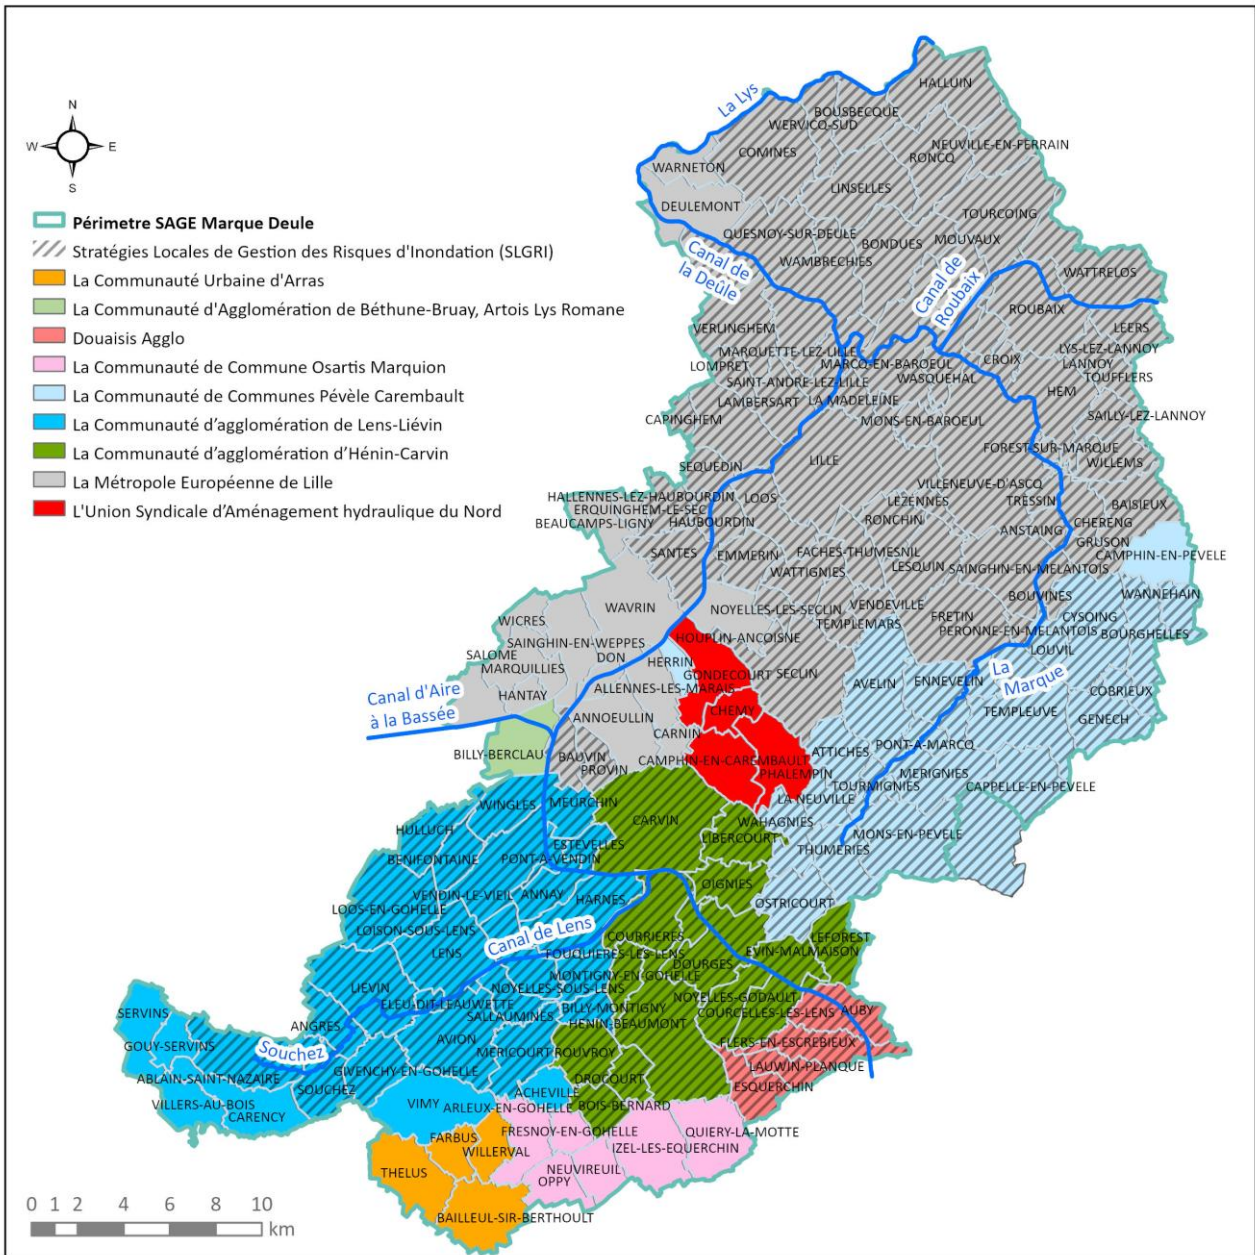 N
W
E
S
Périmetre SAGE Marque Deule
Stratégies Locales de Gestion des Risques d'Inondation (SLGRI)
La Communauté Urbaine d'Arras
La Communauté d'Agglomération de Béthune-Bruay, Artois Lys Romane
Douaisis Agglo
La Communauté de Commune Osartis Marquion
La Communauté de Communes Pévèle Carembault
La Communauté d'agglomération de Lens-Liévin
La Communauté d'agglomération d'Hénin-Carvin
La Métropole Européenne de Lille
L'Union Syndicale d'Aménagement hydraulique du Nord
La Lys
HALLUIN
BOUSBECQUE
WERVICQ-SUD
NEUVILLE-EN-FERRAIN
COMINES
RONCQ
WARNETON
LINSELLES
DEULEMONT
TOURCOING
QUESNOY-SUR-DEULE
MOUVAUX
BONDUES
WAMBRECHIES
Canal de
la Deûle
Canal de
Roubaix
WATTRELOS
ROUBAIX
VERLINGHEM
LEERS
MARQUETTE-LEZ-LILLE
LYS-LEZ-LANNOY
LOMPRET
MARCQ-EN-BAROEUL
CROIX
LANNOY
WASQUEHAL
TOUFFLERS
SAINT-ANDRE-LEZ-LILLE
HEM
LAMBERSART
LA MADELEINE
CAPINGHEM
MONS-EN-BAROEUL
SAILLY-LEZ-LANNOY
FOREST-SUR-MARQUE
SEQUEDIN
LILLE
WILLEMS
VILLENEUVE-D'ASCQ
HALLENNES-LEZ-HAUBOURDIN
LOOS
LEZENNES
TRESSIN
BAISIEUX
ERQUINGHEM-LE-SEC
BEAUCAMPS-LIGNY
HAUBOURDIN
RONCHIN
ANSTAING
CHERENG
GRUSON
SANTES
EMMERIN
FACHES-THUMESNIL
CAMPHIN-EN-PEVELE
WATTIGNIES
LESQUIN
SAINGHIN-EN-MELANTOIS
BOUVINES
WANNEHAIN
WAVRIN
NOYELLES-LES-SECLIN
VENDEVILLE
WICRES
TEMPLEMARS
FRETIN
CYSOING
PERONNE-EN-MELANTOIS
BOURGHELLES
SAINGHIN-EN-WEPPES
HOUPLIN-ANCOISNE
LOUVIL
SALOME
DON
HERRIN
MARQUILLIES
GONDECOURT
SECLIN
La
Marque
AVELIN
ENNEVELIN
HANTAY
ALLENNES-LES-MARAIS
COBRIEUX
Canal d'Aire
à la Bassée
CHEMY
TEMPLEUVE
GENECH
ANNOEULLIN
CARNIN
ATTICHES
PONT-A-MARCQ
BILLY-BERCLAU
BAUVIN
CAMPHIN-EN-CAREMBAULT
PROVIN
PHALEMPIN
MERIGNIES
TOURMIGNIES
CAPPELLE-EN-PEVELE
LA NEUVILLE
WINGLES
MEURCHIN
CARVIN
WAHAGNIES
HULLUCH
LIBERCOURT
MONS-EN-PEVELE
ESTEVELLES
THUMERIES
BENIFONTAINE
PONT-A-VENDIN
OIGNIES
VENDIN-LE-VIEIL
ANNAY
HARNES
OSTRICOURT
LOOS-EN-GOHELLE
LOISON-SOUS-LENS
Canal de Lens
COURRIERES
LEFOREST
LENS
FOUQUIERES-LES-LENS
EVIN-MALMAISON
DOURGES
MONTIGNY-EN-GOHELLE
LIEVIN
NOYELLES-SOUS-LENS
NOYELLES-GODAULT
ELEU-DIT-LEAUWETTE
BILLY-MONTIGNY
COURCELLES-LES-LENS
AUBY
SERVINS
SALLAUMINES
HENIN-BEAUMONT
ANGRES
GOUY-SERVINS
Souchez
AVION
FLERS-EN-ESCREBIEUX
MERICOURT
ROUVROY
LAUWIN-PLANQUE
GIVENCHY-EN-GOHELLE
ABLAIN-SAINT-NAZAIRE
DROCOURT
ESQUERCHIN
SOUCHEZ
ACHEVILLE
VILLERS-AU-BOIS
VIMY
ARLEUX-EN-GOHELLE
BOIS-BERNARD
CARENCY
FRESNOY-EN-GOHELLE
QUIERY-LA-MOTTE
FARBUS
WILLERVAL
IZEL-LES-EQUERCHIN
THELUS
NEUVIREUIL
OPPY
BAILLEUL-SIR-BERTHOULT
0 1 2 4 6 8 10
km